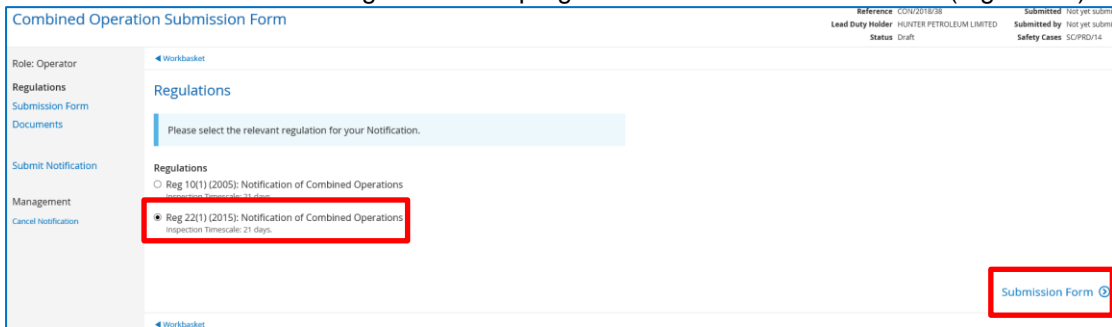 Combined Operation Submission Form
Reference CON/2018/38 Submitted Not yet submi
Lead Duty Holder HUNTER PETROLEUM LIMITED Submitted by Not yet submi
Status Draft Safety Cases SC/PRD/14
Role: Operator
Regulations
Submission Form
Documents
Submit Notification
Management
Cancel Notification
Workbasket
Regulations
Please select the relevant regulation for your Notification.
Regulations
Reg 10(1) (2005): Notification of Combined Operations
Inspection Timescale: 21 days.
Reg 22(1) (2015): Notification of Combined Operations
Inspection Timescale: 21 days.
Submission Form
Workbasket